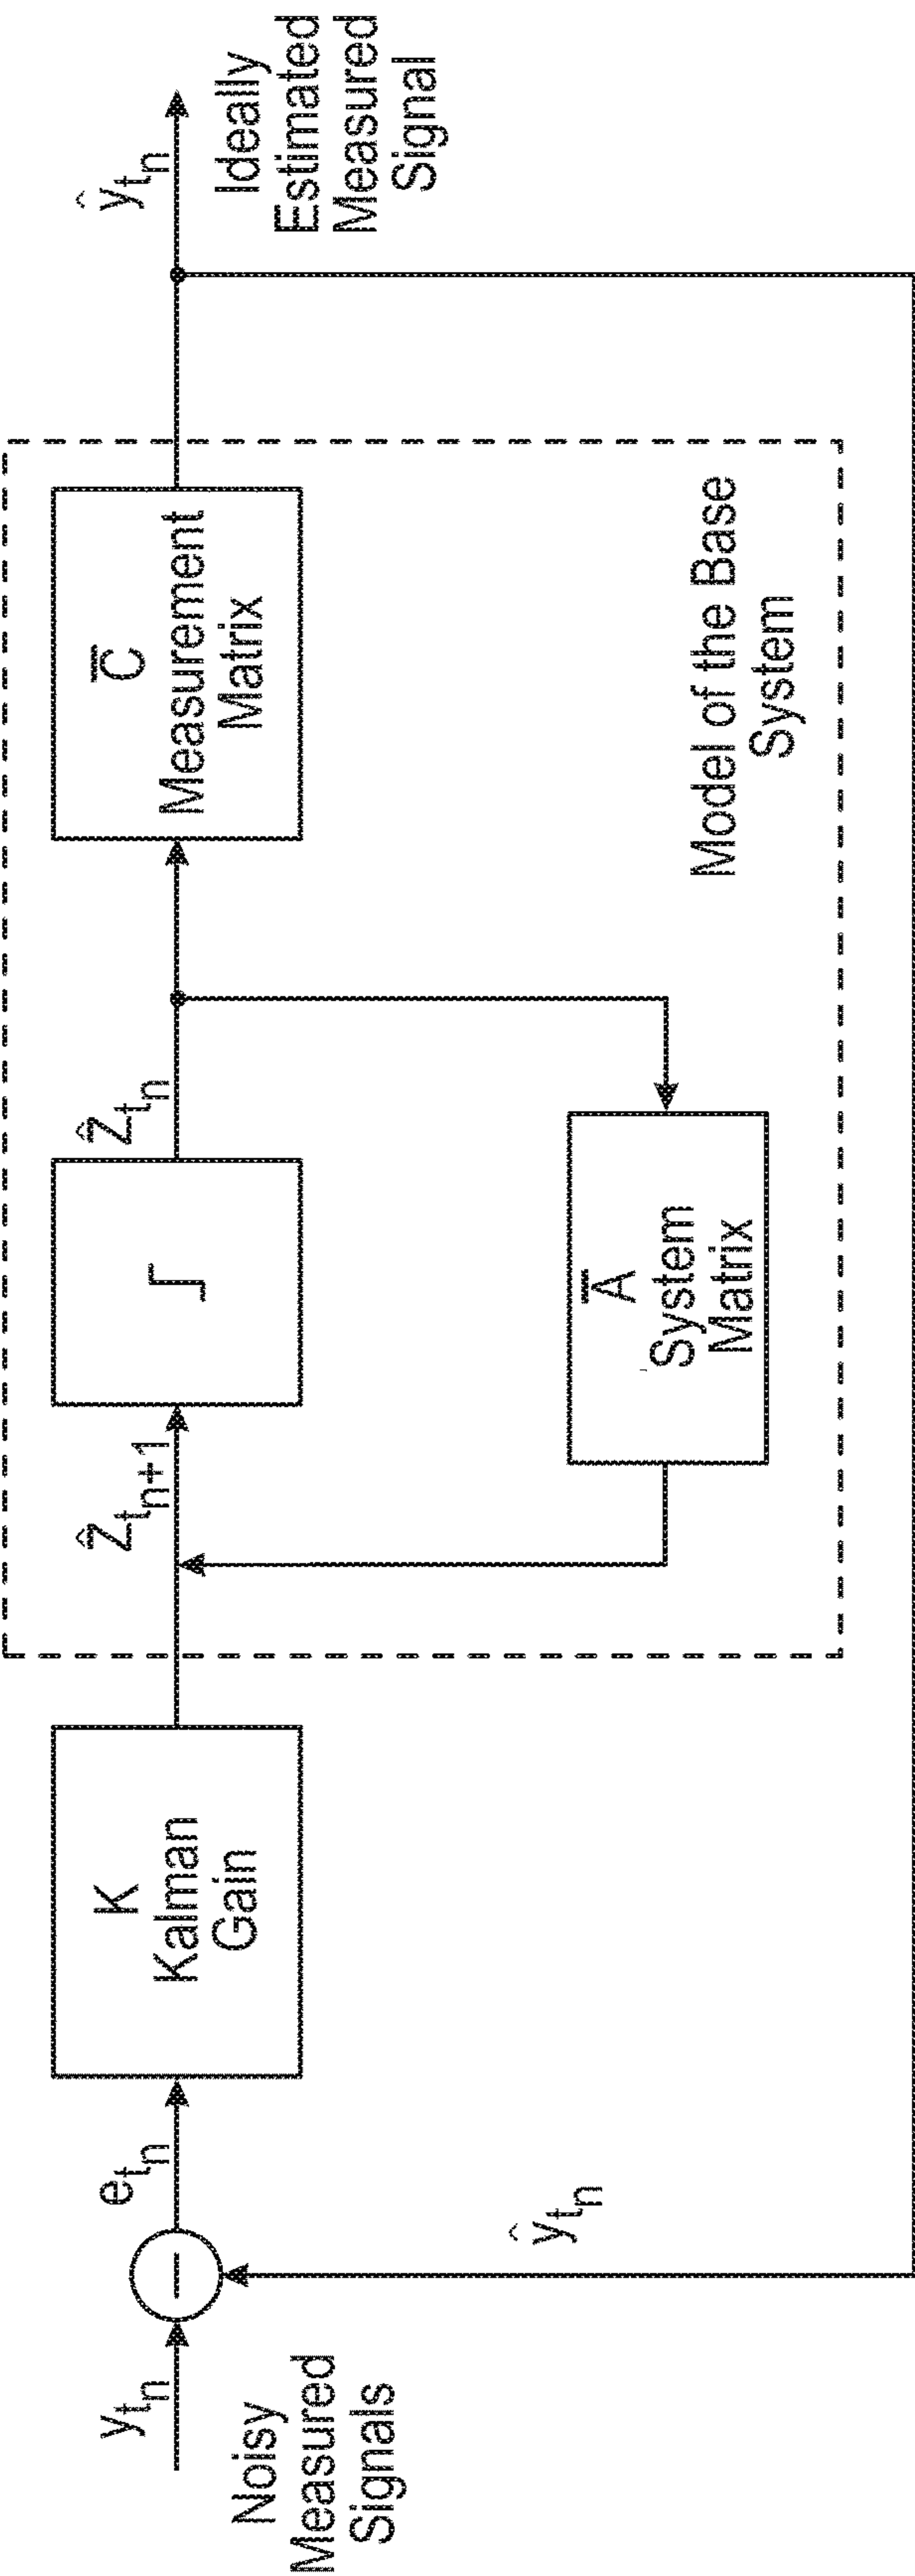 y_{t_n}
Noisy
Measured
Signals
−
e_{t_n}
ŷ_{t_n}
K
Kalman
Gain
Ẑ_{t_{n+1}}
∫
Ẑ_{t_n}
A̅
System
Matrix
C̅
Measurement
Matrix
Model of the Base
System
ŷ_{t_n}
Ideally
Estimated
Measured
Signal